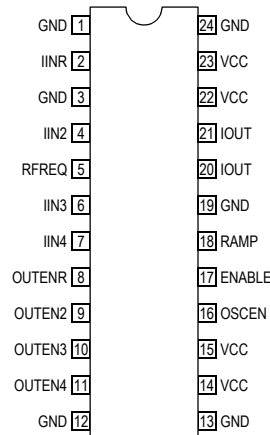 GND 1 24 GND
IINR 2 23 VCC
GND 3 22 VCC
IIN2 4 21 IOUT
RFREQ 5 20 IOUT
IIN3 6 19 GND
IIN4 7 18 RAMP
OUTENR 8 17 ENABLE
OUTEN2 9 16 OSCEN
OUTEN3 10 15 VCC
OUTEN4 11 14 VCC
GND 12 13 GND